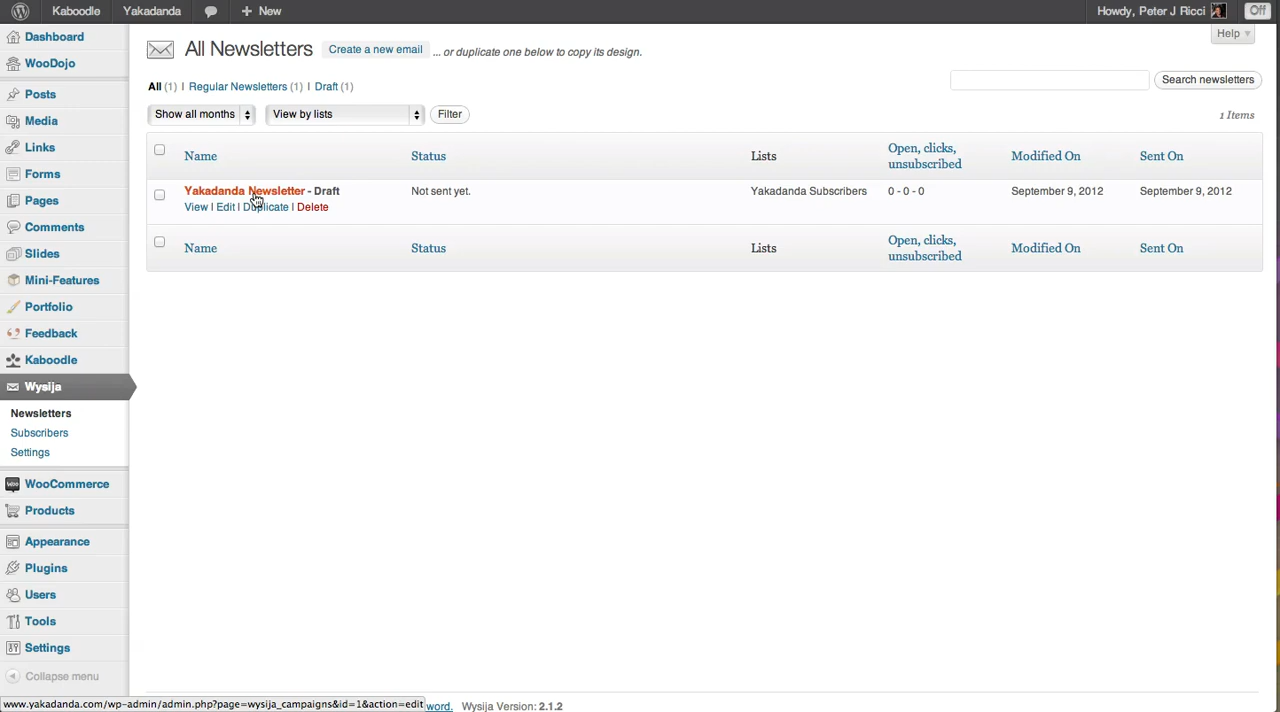 Kaboodle Yakadanda + New Howdy, Peter J Ricci Off
Help
All Newsletters Create a new email ... or duplicate one below to copy its design.
All (1) | Regular Newsletters (1) | Draft (1) Search newsletters
Show all months View by lists Filter 1 Items
Name Status Lists Open, clicks, unsubscribed Modified On Sent On
Yakadanda Newsletter - Draft Not sent yet. Yakadanda Subscribers 0 - 0 - 0 September 9, 2012 September 9, 2012
View | Edit | Duplicate | Delete
Name Status Lists Open, clicks, unsubscribed Modified On Sent On
Dashboard
WooDojo
Posts
Media
Links
Forms
Pages
Comments
Slides
Mini-Features
Portfolio
Feedback
Kaboodle
Wysija
Newsletters
Subscribers
Settings
WooCommerce
Products
Appearance
Plugins
Users
Tools
Settings
Collapse menu
www.yakadanda.com/wp-admin/admin.php?page=wysija_campaigns&id=1&action=edit word. Wysija Version: 2.1.2